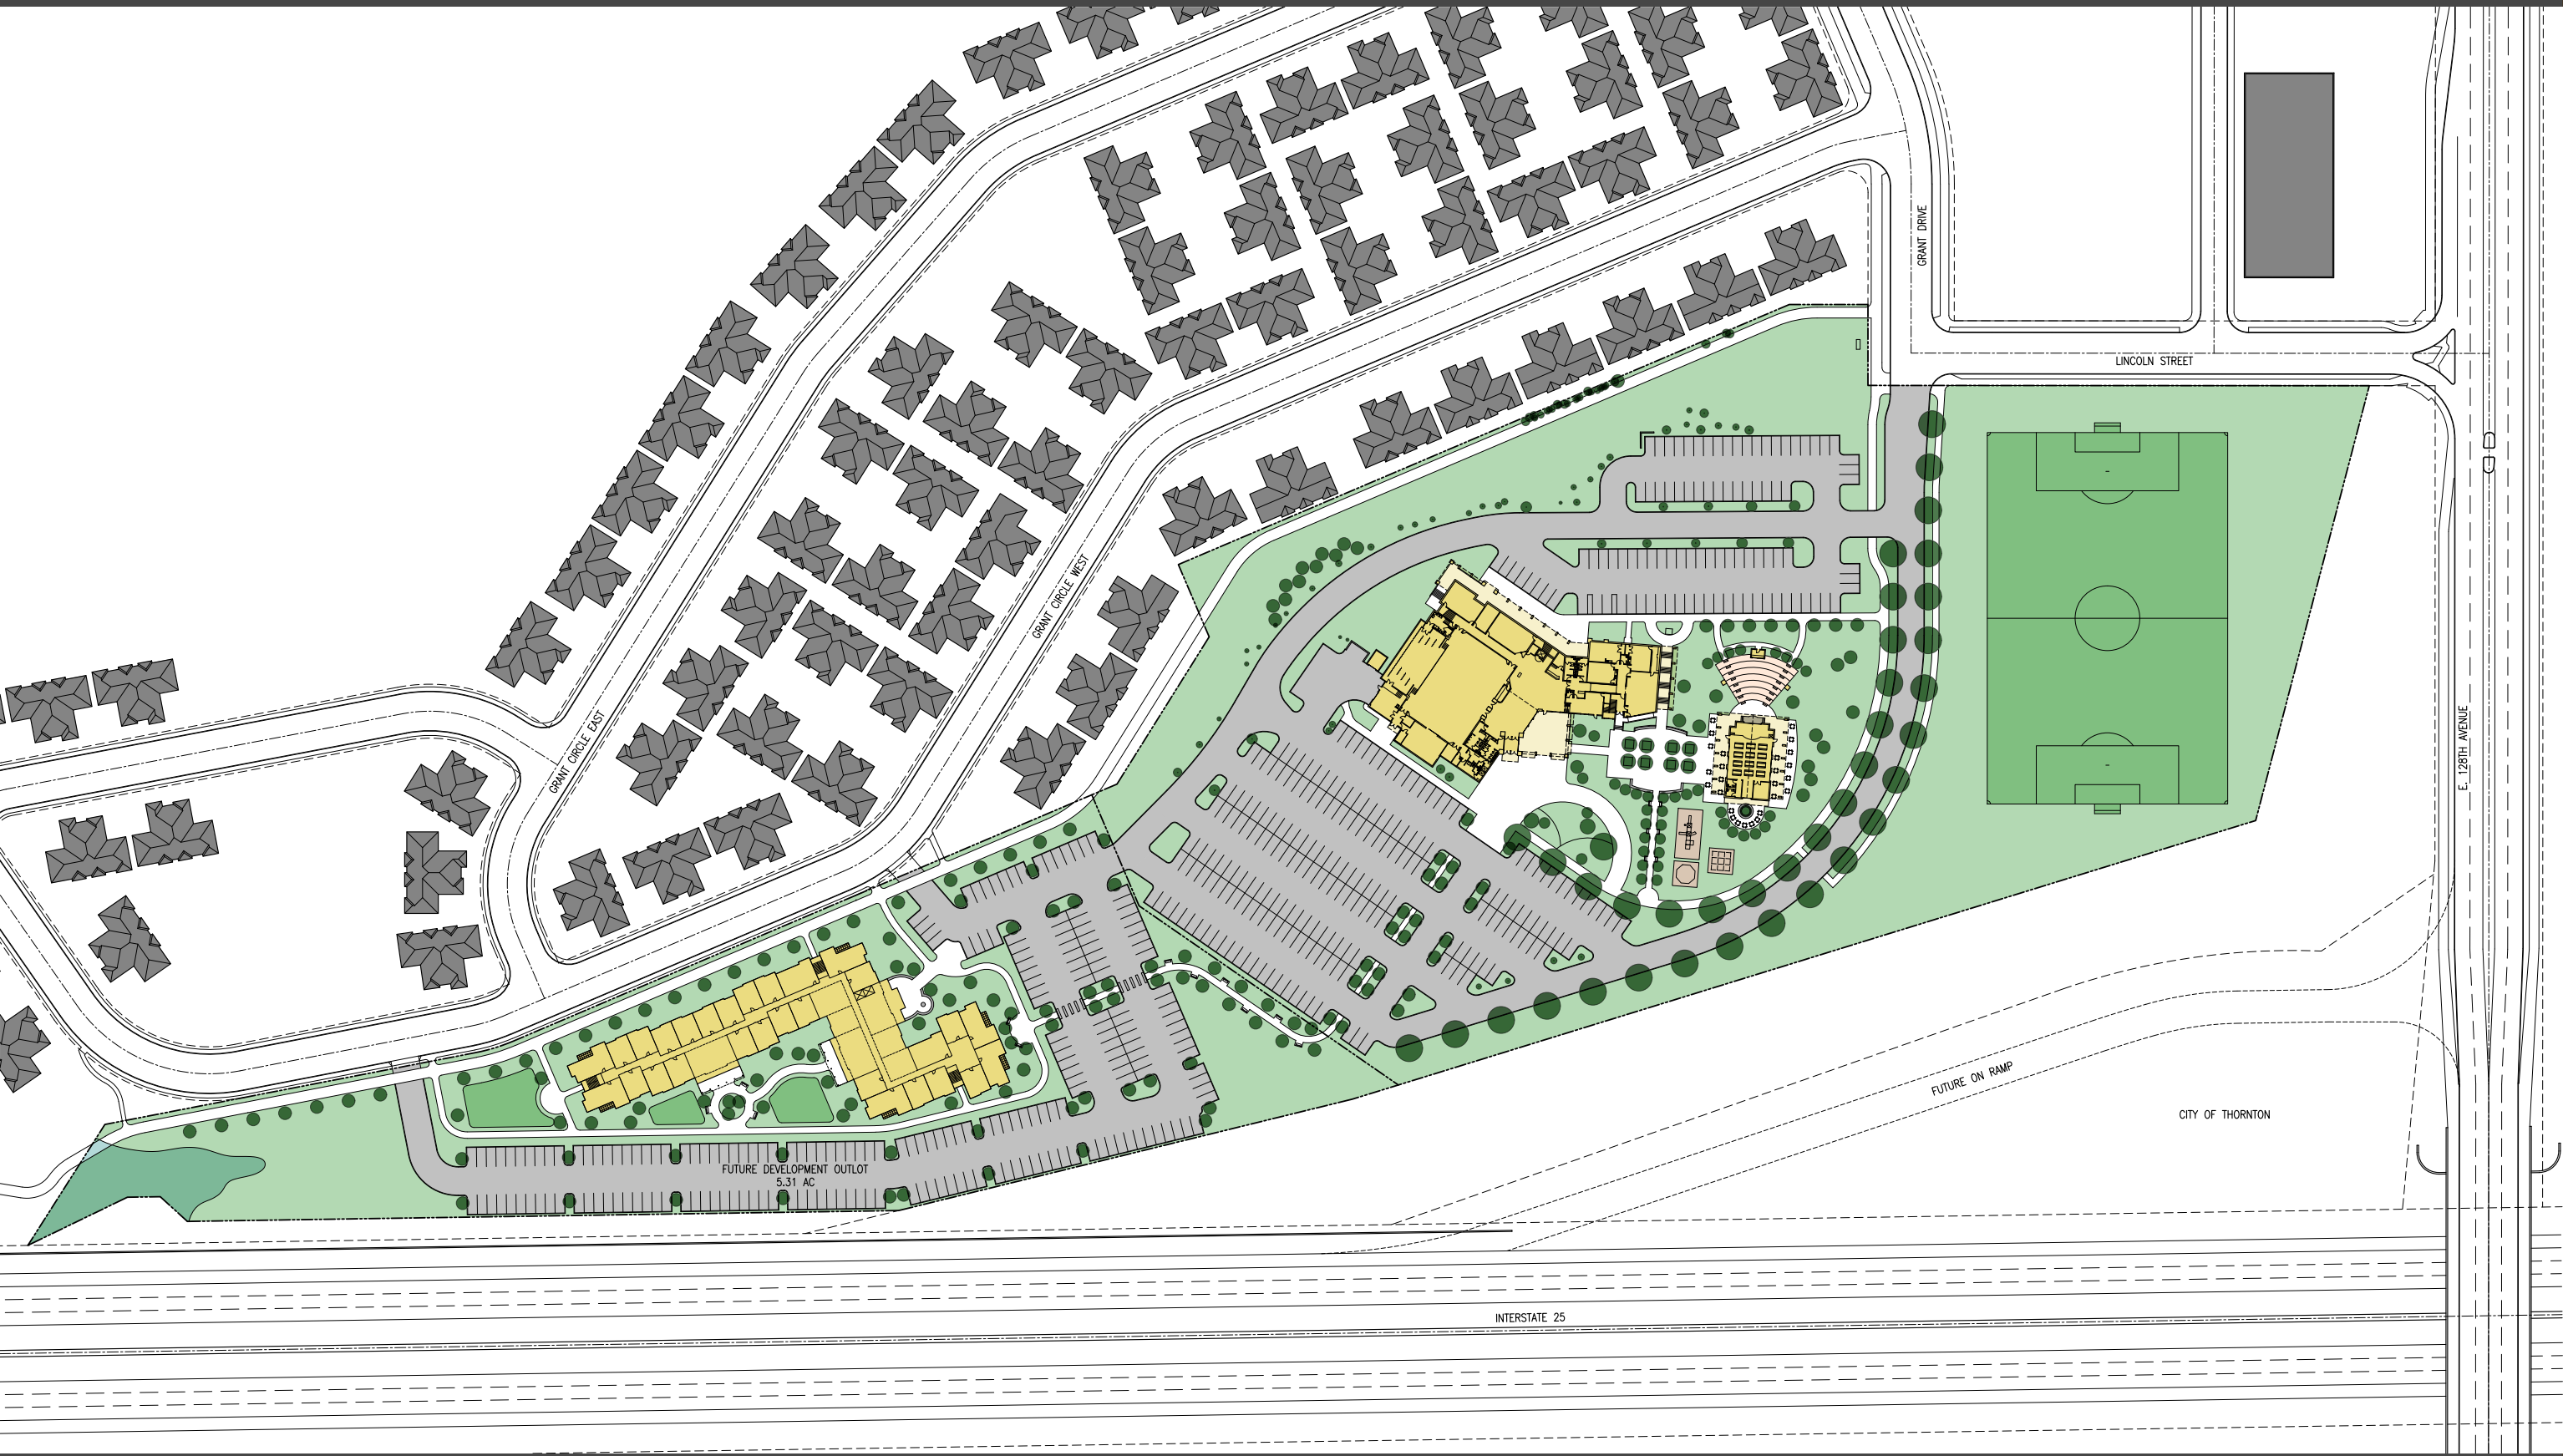 GRANT DRIVE
LINCOLN STREET
GRANT CIRCLE WEST
GRANT CIRCLE EAST
E. 128TH AVENUE
FUTURE ON RAMP
CITY OF THORNTON
FUTURE DEVELOPMENT OUTLOT
5.31 AC
INTERSTATE 25